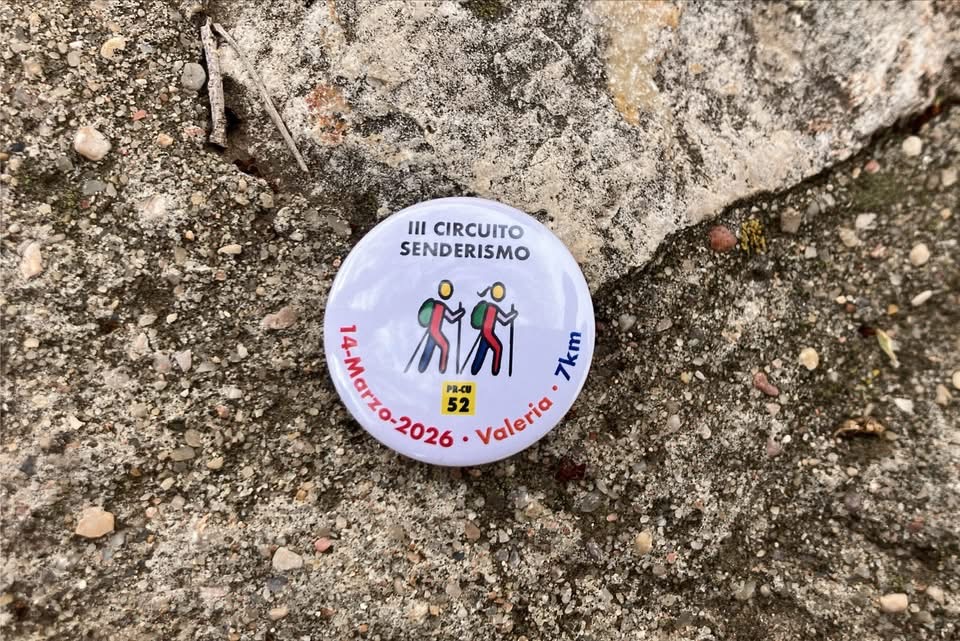 III CIRCUITO
SENDERISMO
PR-CU
52
14-Marzo-2026 · Valeria · 7km